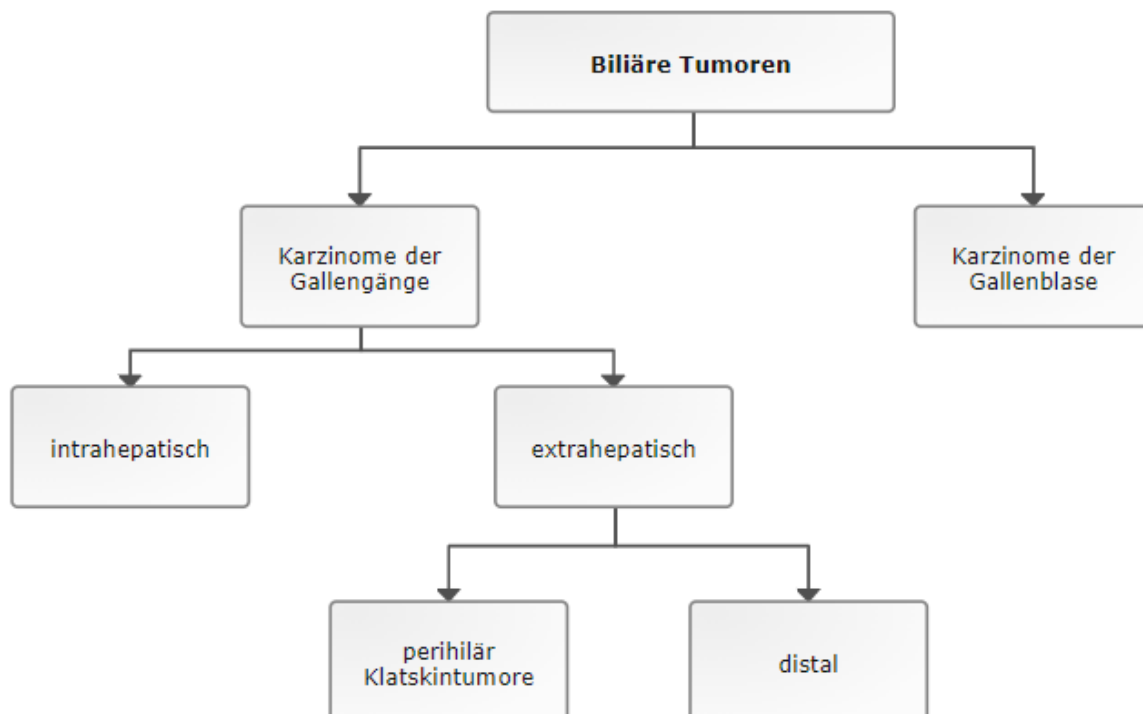 Biliäre Tumoren
Karzinome der
Gallengänge
Karzinome der
Gallenblase
intrahepatisch
extrahepatisch
perihilär
Klatskintumore
distal